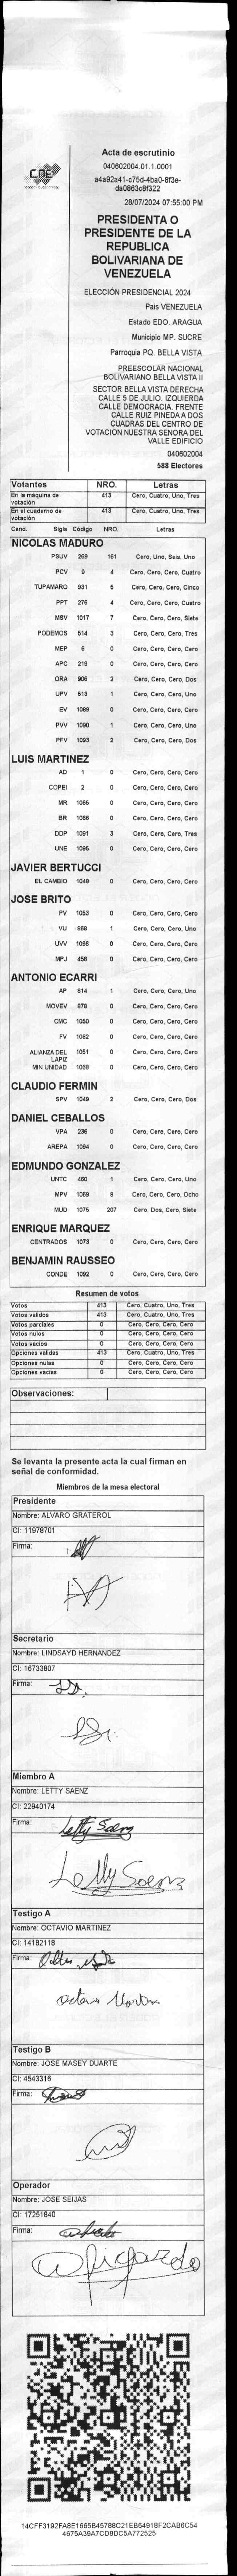 CNE
Acta de escrutinio
040602004.01.1.0001
a4a92a41-c75d-4ba0-8f3e-
da0863c8f322
28/07/2024 07:55:00 PM
PRESIDENTA O
PRESIDENTE DE LA
REPUBLICA
BOLIVARIANA DE
VENEZUELA
ELECCIÓN PRESIDENCIAL 2024
Pais VENEZUELA
Estado EDO. ARAGUA
Municipio MP. SUCRE
Parroquia PQ. BELLA VISTA
PREESCOLAR NACIONAL
BOLIVARIANO BELLA VISTA II
SECTOR BELLA VISTA DERECHA
CALLE 5 DE JULIO. IZQUIERDA
CALLE DEMOCRACIA. FRENTE
CALLE RUIZ PINEDA A DOS
CUADRAS DEL CENTRO DE
VOTACION NUESTRA SENORA DEL
VALLE EDIFICIO
040602004
588 Electores
Votantes NRO. Letras
En la máquina de votación 413 Cero, Cuatro, Uno, Tres
En el cuaderno de votación 413 Cero, Cuatro, Uno, Tres
Cand. Sigla Código NRO. Letras
NICOLAS MADURO
PSUV 269 161 Cero, Uno, Seis, Uno
PCV 9 4 Cero, Cero, Cero, Cuatro
TUPAMARO 931 5 Cero, Cero, Cero, Cinco
PPT 276 4 Cero, Cero, Cero, Cuatro
MSV 1017 7 Cero, Cero, Cero, Siete
PODEMOS 514 3 Cero, Cero, Cero, Tres
MEP 6 0 Cero, Cero, Cero, Cero
APC 219 0 Cero, Cero, Cero, Cero
ORA 906 2 Cero, Cero, Cero, Dos
UPV 613 1 Cero, Cero, Cero, Uno
EV 1089 0 Cero, Cero, Cero, Cero
PVV 1090 1 Cero, Cero, Cero, Uno
PFV 1093 2 Cero, Cero, Cero, Dos
LUIS MARTINEZ
AD 1 0 Cero, Cero, Cero, Cero
COPEI 2 0 Cero, Cero, Cero, Cero
MR 1065 0 Cero, Cero, Cero, Cero
BR 1066 0 Cero, Cero, Cero, Cero
DDP 1091 3 Cero, Cero, Cero, Tres
UNE 1095 0 Cero, Cero, Cero, Cero
JAVIER BERTUCCI
EL CAMBIO 1048 0 Cero, Cero, Cero, Cero
JOSE BRITO
PV 1053 0 Cero, Cero, Cero, Cero
VU 868 1 Cero, Cero, Cero, Uno
UVV 1096 0 Cero, Cero, Cero, Cero
MPJ 458 0 Cero, Cero, Cero, Cero
ANTONIO ECARRI
AP 814 1 Cero, Cero, Cero, Uno
MOVEV 878 0 Cero, Cero, Cero, Cero
CMC 1050 0 Cero, Cero, Cero, Cero
FV 1062 0 Cero, Cero, Cero, Cero
ALIANZA DEL LAPIZ 1051 0 Cero, Cero, Cero, Cero
MIN UNIDAD 1068 0 Cero, Cero, Cero, Cero
CLAUDIO FERMIN
SPV 1049 2 Cero, Cero, Cero, Dos
DANIEL CEBALLOS
VPA 236 0 Cero, Cero, Cero, Cero
AREPA 1094 0 Cero, Cero, Cero, Cero
EDMUNDO GONZALEZ
UNTC 460 1 Cero, Cero, Cero, Uno
MPV 1069 8 Cero, Cero, Cero, Ocho
MUD 1075 207 Cero, Dos, Cero, Siete
ENRIQUE MARQUEZ
CENTRADOS 1073 0 Cero, Cero, Cero, Cero
BENJAMIN RAUSSEO
CONDE 1092 0 Cero, Cero, Cero, Cero
Resumen de votos
Votos 413 Cero, Cuatro, Uno, Tres
Votos validos 413 Cero, Cuatro, Uno, Tres
Votos parciales 0 Cero, Cero, Cero, Cero
Votos nulos 0 Cero, Cero, Cero, Cero
Votos vacios 0 Cero, Cero, Cero, Cero
Opciones validas 413 Cero, Cuatro, Uno, Tres
Opciones nulas 0 Cero, Cero, Cero, Cero
Opciones vacias 0 Cero, Cero, Cero, Cero
Observaciones:
Se levanta la presente acta la cual firman en
señal de conformidad.
Miembros de la mesa electoral
Presidente
Nombre: ALVARO GRATEROL
CI: 11978701
Firma:
Secretario
Nombre: LINDSAYD HERNANDEZ
CI: 16733807
Firma:
Miembro A
Nombre: LETTY SAENZ
CI: 22940174
Firma: Letty Saenz
Letty Saenz
Testigo A
Nombre: OCTAVIO MARTINEZ
CI: 14182118
Firma:
Testigo B
Nombre: JOSE MASEY DUARTE
CI: 4543316
Firma:
Operador
Nombre: JOSE SEIJAS
CI: 17251840
Firma:
14CFF3192FA8E1665B45788C21EB64918F2CAB6C54
4675A39A7CD8DC5A772525